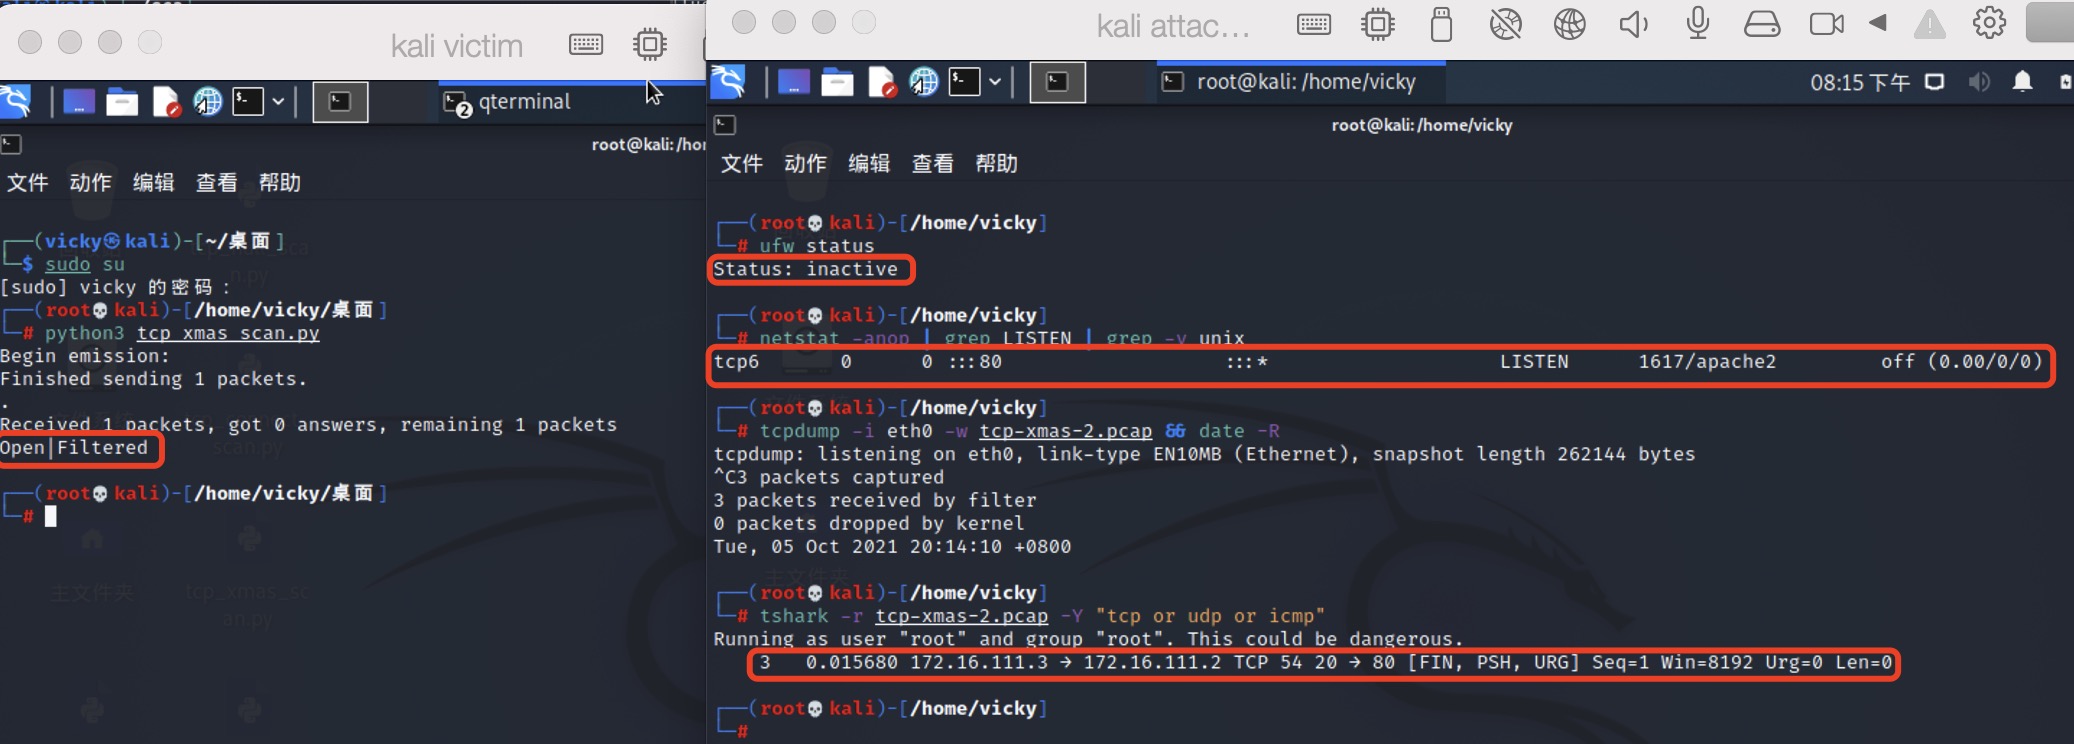 kali victim
qterminal
root@kali:/ho
文件 动作 编辑 查看 帮助
┌──(vicky㉿kali)-[~/桌面]
└─$ sudo su
[sudo] vicky 的密码：
┌──(root💀kali)-[/home/vicky/桌面]
└─# python3 tcp_xmas_scan.py
Begin emission:
Finished sending 1 packets.
.
Received 1 packets, got 0 answers, remaining 1 packets
Open|Filtered
┌──(root💀kali)-[/home/vicky/桌面]
└─#
主文件夹
tcp_xmas_sc
an.py
kali attac...
root@kali: /home/vicky
08:15 下午
root@kali:/home/vicky
文件 动作 编辑 查看 帮助
┌──(root💀kali)-[/home/vicky]
└─# ufw status
Status: inactive
┌──(root💀kali)-[/home/vicky]
└─# netstat -anop | grep LISTEN | grep -v unix
tcp6 0 0 :::80 :::* LISTEN 1617/apache2 off (0.00/0/0)
┌──(root💀kali)-[/home/vicky]
└─# tcpdump -i eth0 -w tcp-xmas-2.pcap && date -R
tcpdump: listening on eth0, link-type EN10MB (Ethernet), snapshot length 262144 bytes
^C3 packets captured
3 packets received by filter
0 packets dropped by kernel
Tue, 05 Oct 2021 20:14:10 +0800
┌──(root💀kali)-[/home/vicky]
└─# tshark -r tcp-xmas-2.pcap -Y "tcp or udp or icmp"
Running as user "root" and group "root". This could be dangerous.
3 0.015680 172.16.111.3 → 172.16.111.2 TCP 54 20 → 80 [FIN, PSH, URG] Seq=1 Win=8192 Urg=0 Len=0
┌──(root💀kali)-[/home/vicky]
└─#